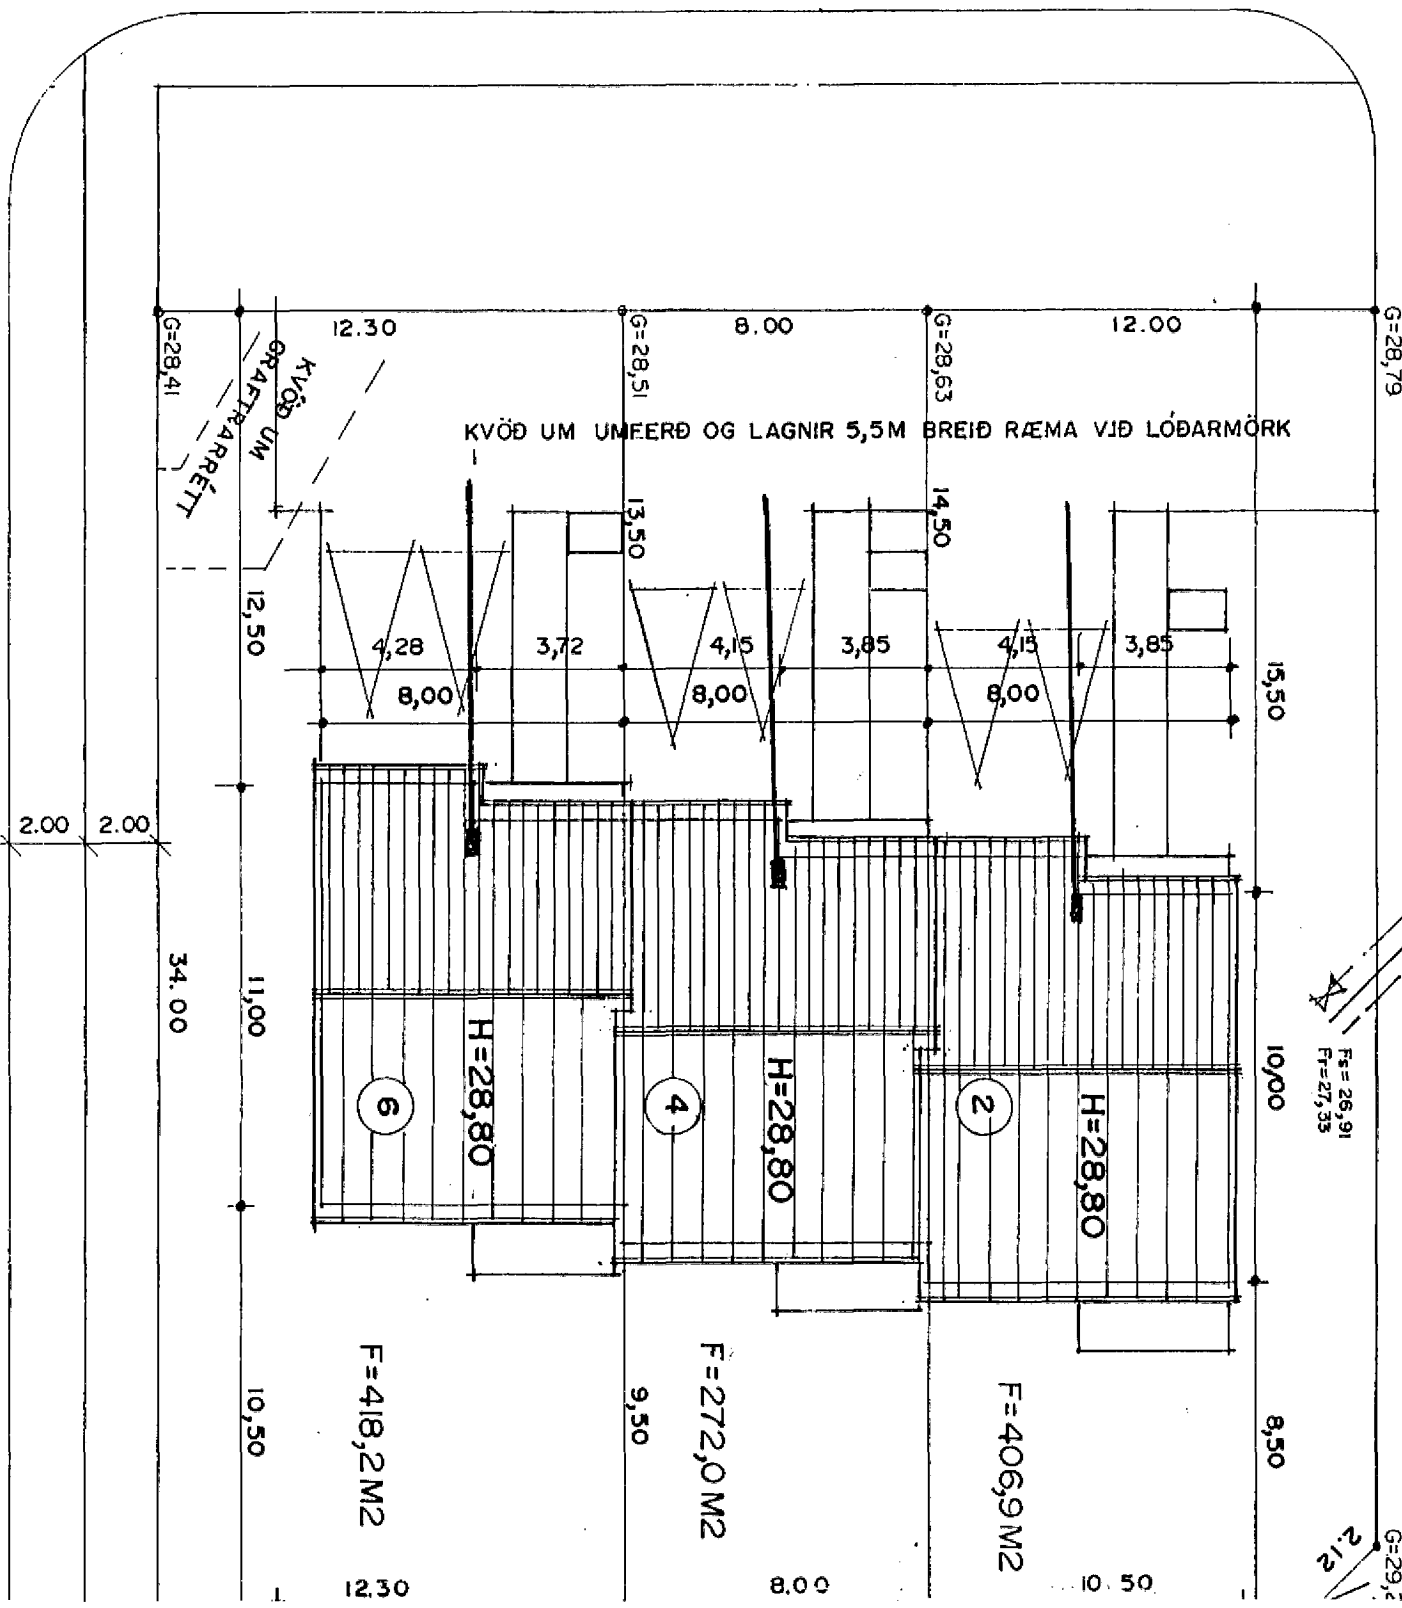 12.30
8.00
12.00
G=28,41
G=28,51
G=28,63
G=28,79
KVÖÐ UM
GRAFTRARRÉTT
KVÖÐ UM UMFERÐ OG LAGNIR 5,5M BREIÐ RÆMA VIÐ LÓÐARMÖRK
13,50
14,50
12,50
4,28
3,72
4,15
3,85
4,15
3,85
8,00
8,00
8,00
15,50
2.00
2.00
34.00
11,00
10,00
Fs=26,91
Fr=27,33
6
H=28,80
4
H=28,80
2
H=28,80
F=418,2M2
F=272,0M2
F=406,9M2
10,50
9,50
8,50
2.12
12.30
8.00
10.50